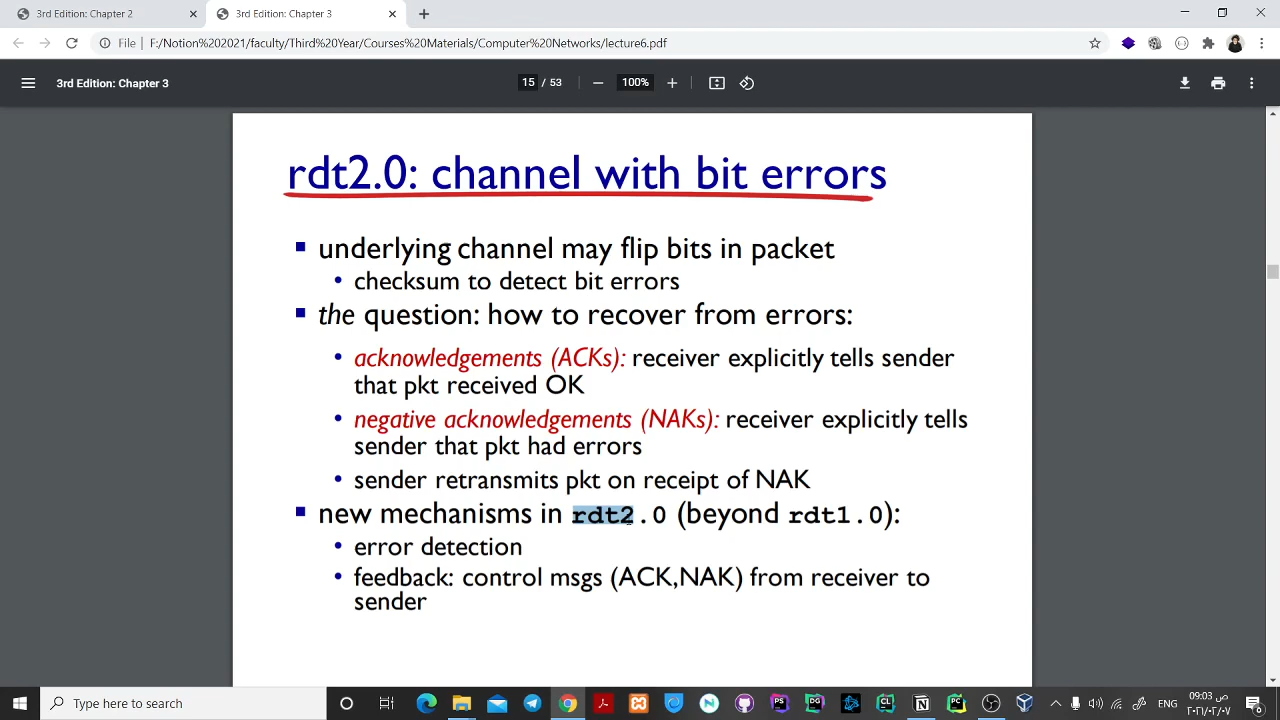 3rd Edition: Chapter 2
3rd Edition: Chapter 3
File
F:/Notion%202021/faculty/Third%20Year/Courses%20Materials/Computer%20Networks/lecture6.pdf
3rd Edition: Chapter 3
15 / 53
100%
rdt2.0: channel with bit errors
underlying channel may flip bits in packet
• checksum to detect bit errors
the question: how to recover from errors:
• acknowledgements (ACKs): receiver explicitly tells sender
that pkt received OK
• negative acknowledgements (NAKs): receiver explicitly tells
sender that pkt had errors
• sender retransmits pkt on receipt of NAK
new mechanisms in rdt2.0 (beyond rdt1.0):
• error detection
• feedback: control msgs (ACK,NAK) from receiver to
sender
Type here to search
PS
CL
PC
ENG
09:03 ص